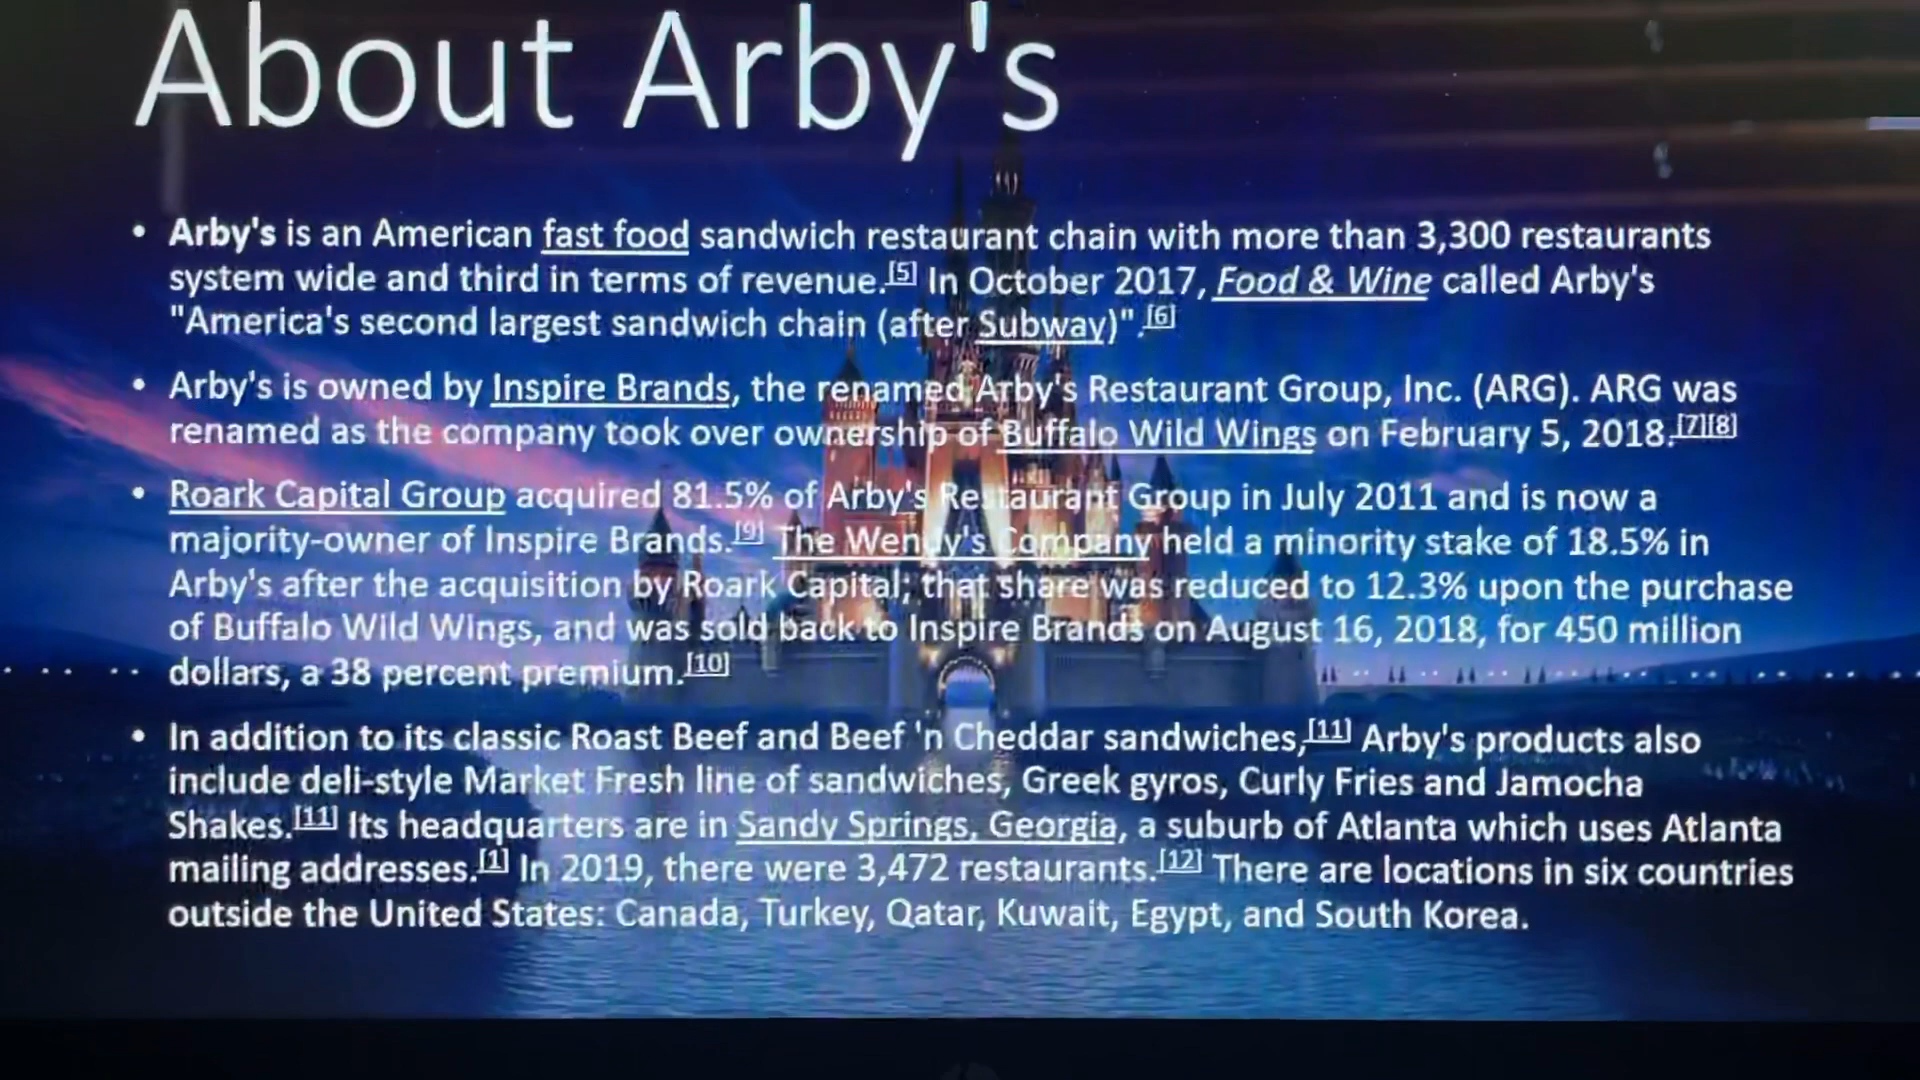 About Arby's
• Arby's is an American fast food sandwich restaurant chain with more than 3,300 restaurants
system wide and third in terms of revenue.[5] In October 2017, Food & Wine called Arby's
"America's second largest sandwich chain (after Subway)".[6]
• Arby's is owned by Inspire Brands, the renamed Arby's Restaurant Group, Inc. (ARG). ARG was
renamed as the company took over ownership of Buffalo Wild Wings on February 5, 2018.[7][8]
• Roark Capital Group acquired 81.5% of Arby's Restaurant Group in July 2011 and is now a
majority-owner of Inspire Brands.[9] The Wendy's Company held a minority stake of 18.5% in
Arby's after the acquisition by Roark Capital; that share was reduced to 12.3% upon the purchase
of Buffalo Wild Wings, and was sold back to Inspire Brands on August 16, 2018, for 450 million
dollars, a 38 percent premium.[10]
• In addition to its classic Roast Beef and Beef 'n Cheddar sandwiches,[11] Arby's products also
include deli-style Market Fresh line of sandwiches, Greek gyros, Curly Fries and Jamocha
Shakes.[11] Its headquarters are in Sandy Springs, Georgia, a suburb of Atlanta which uses Atlanta
mailing addresses.[1] In 2019, there were 3,472 restaurants.[12] There are locations in six countries
outside the United States: Canada, Turkey, Qatar, Kuwait, Egypt, and South Korea.